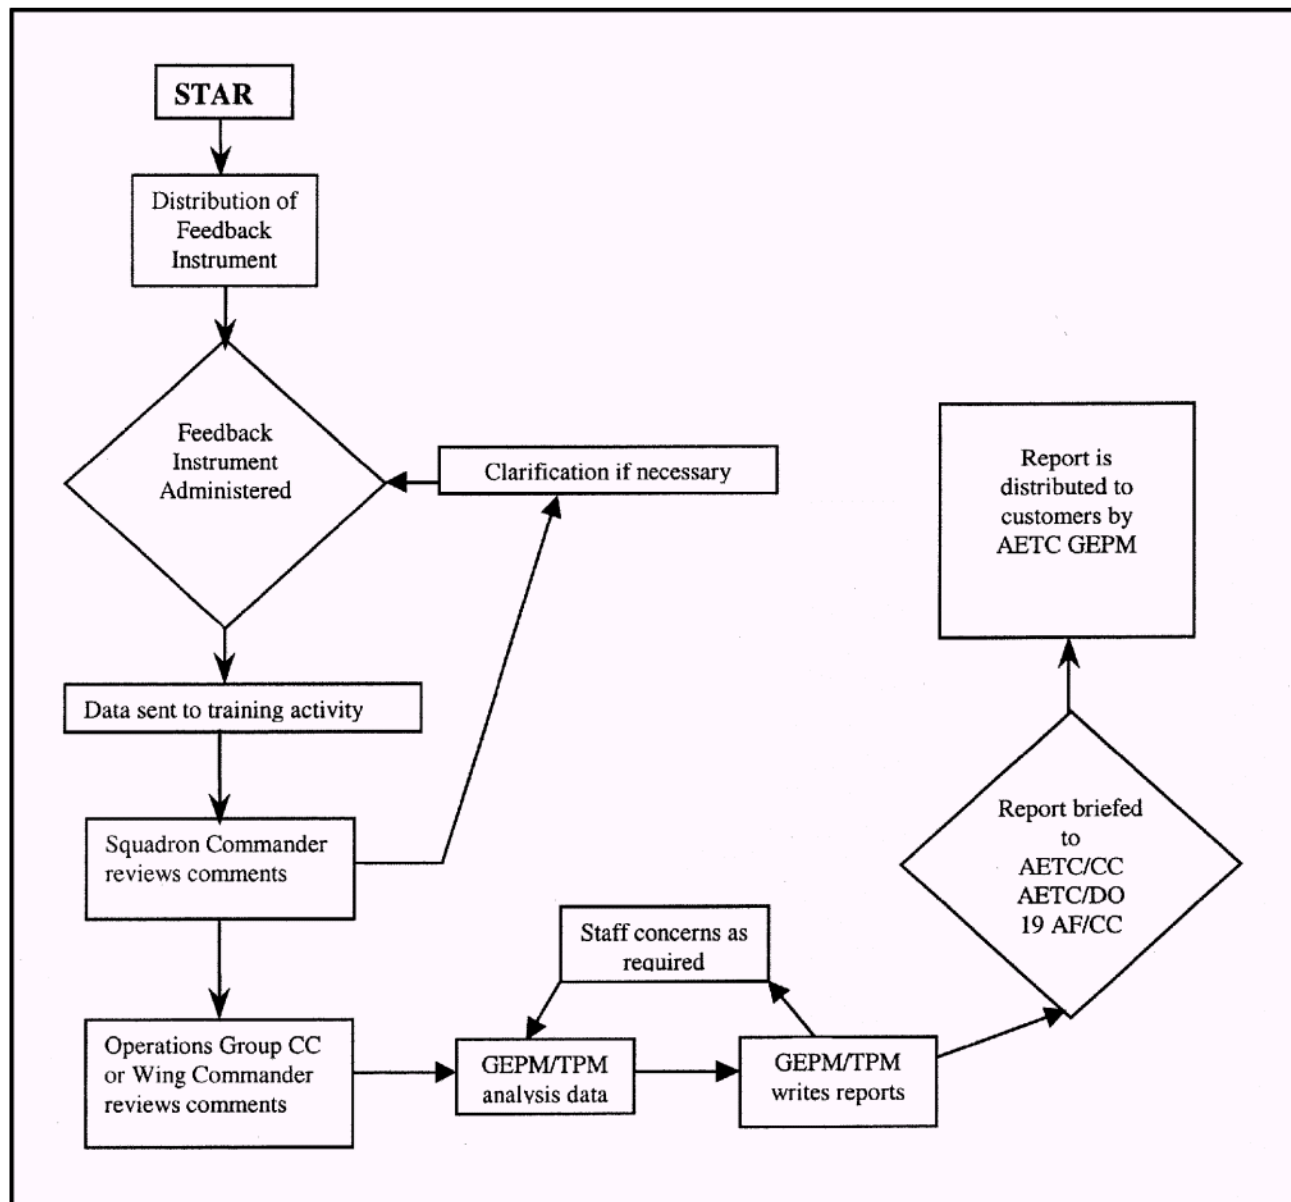 STAR
Distribution of
Feedback
Instrument
Feedback
Instrument
Administered
Clarification if necessary
Data sent to training activity
Squadron Commander
reviews comments
Operations Group CC
or Wing Commander
reviews comments
Staff concerns as
required
GEPM/TPM
analysis data
GEPM/TPM
writes reports
Report briefed
to
AETC/CC
AETC/DO
19 AF/CC
Report is
distributed to
customers by
AETC GEPM